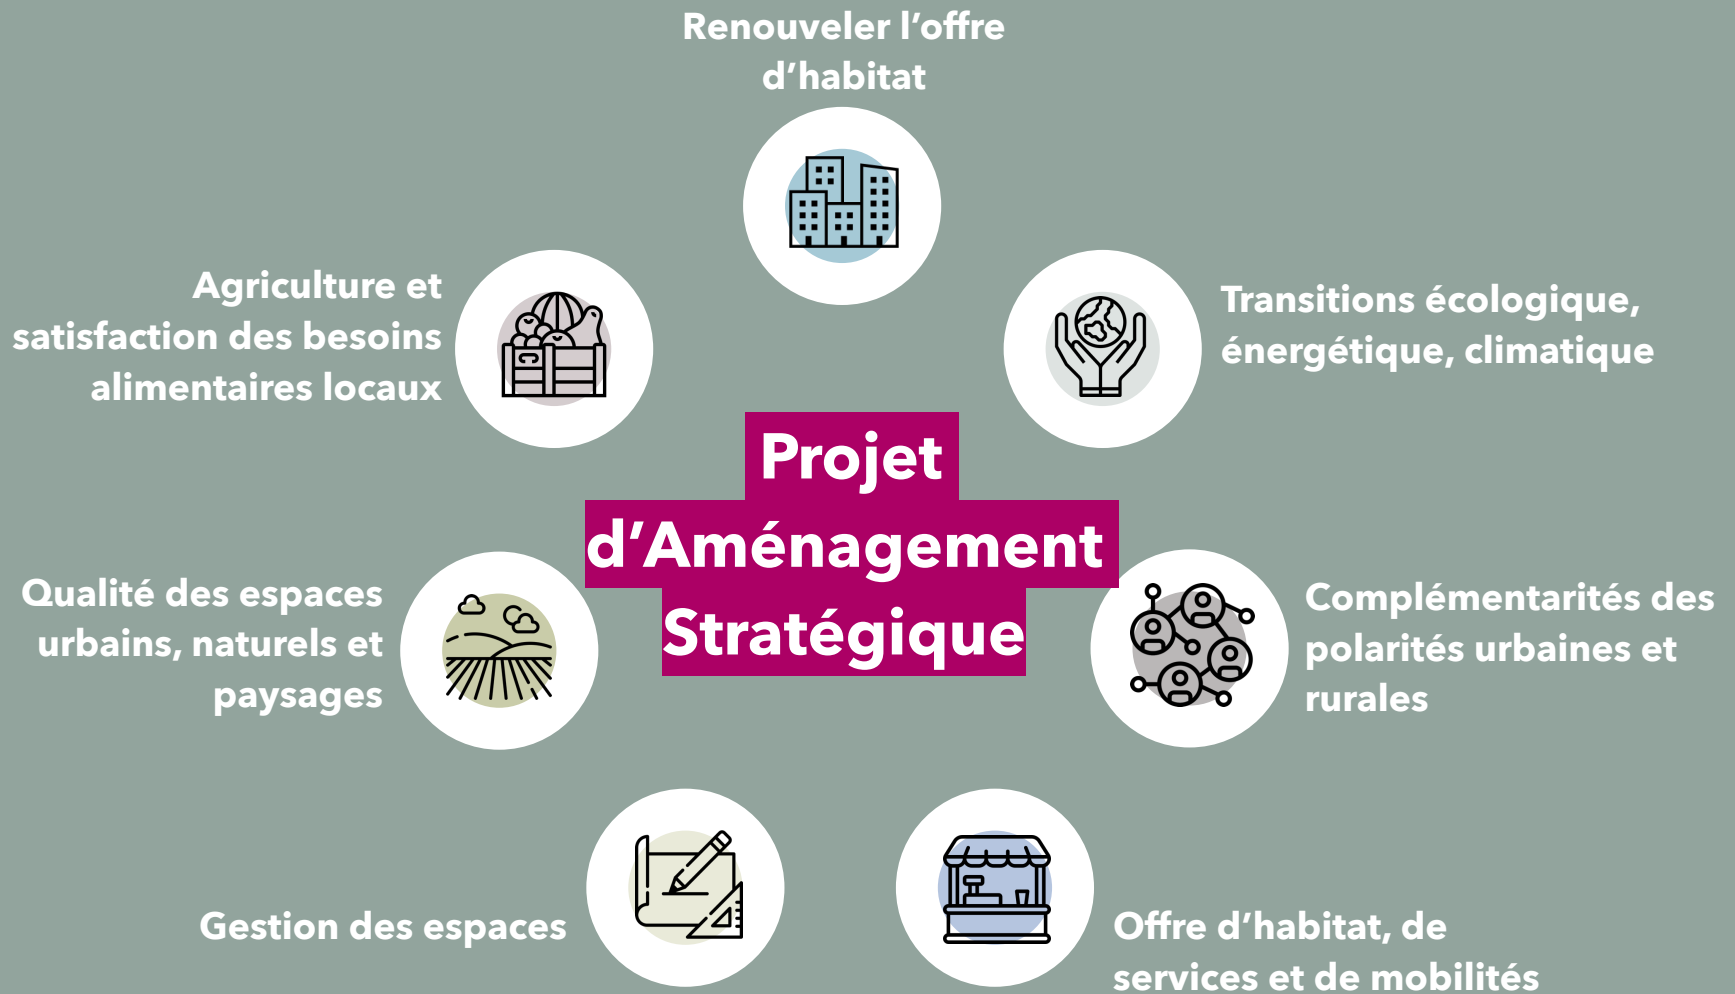 Renouveler l’offre
d’habitat
Agriculture et
satisfaction des besoins
alimentaires locaux
Transitions écologique,
énergétique, climatique
Projet
d’Aménagement
Stratégique
Qualité des espaces
urbains, naturels et
paysages
Complémentarités des
polarités urbaines et
rurales
Gestion des espaces
Offre d’habitat, de
services et de mobilités